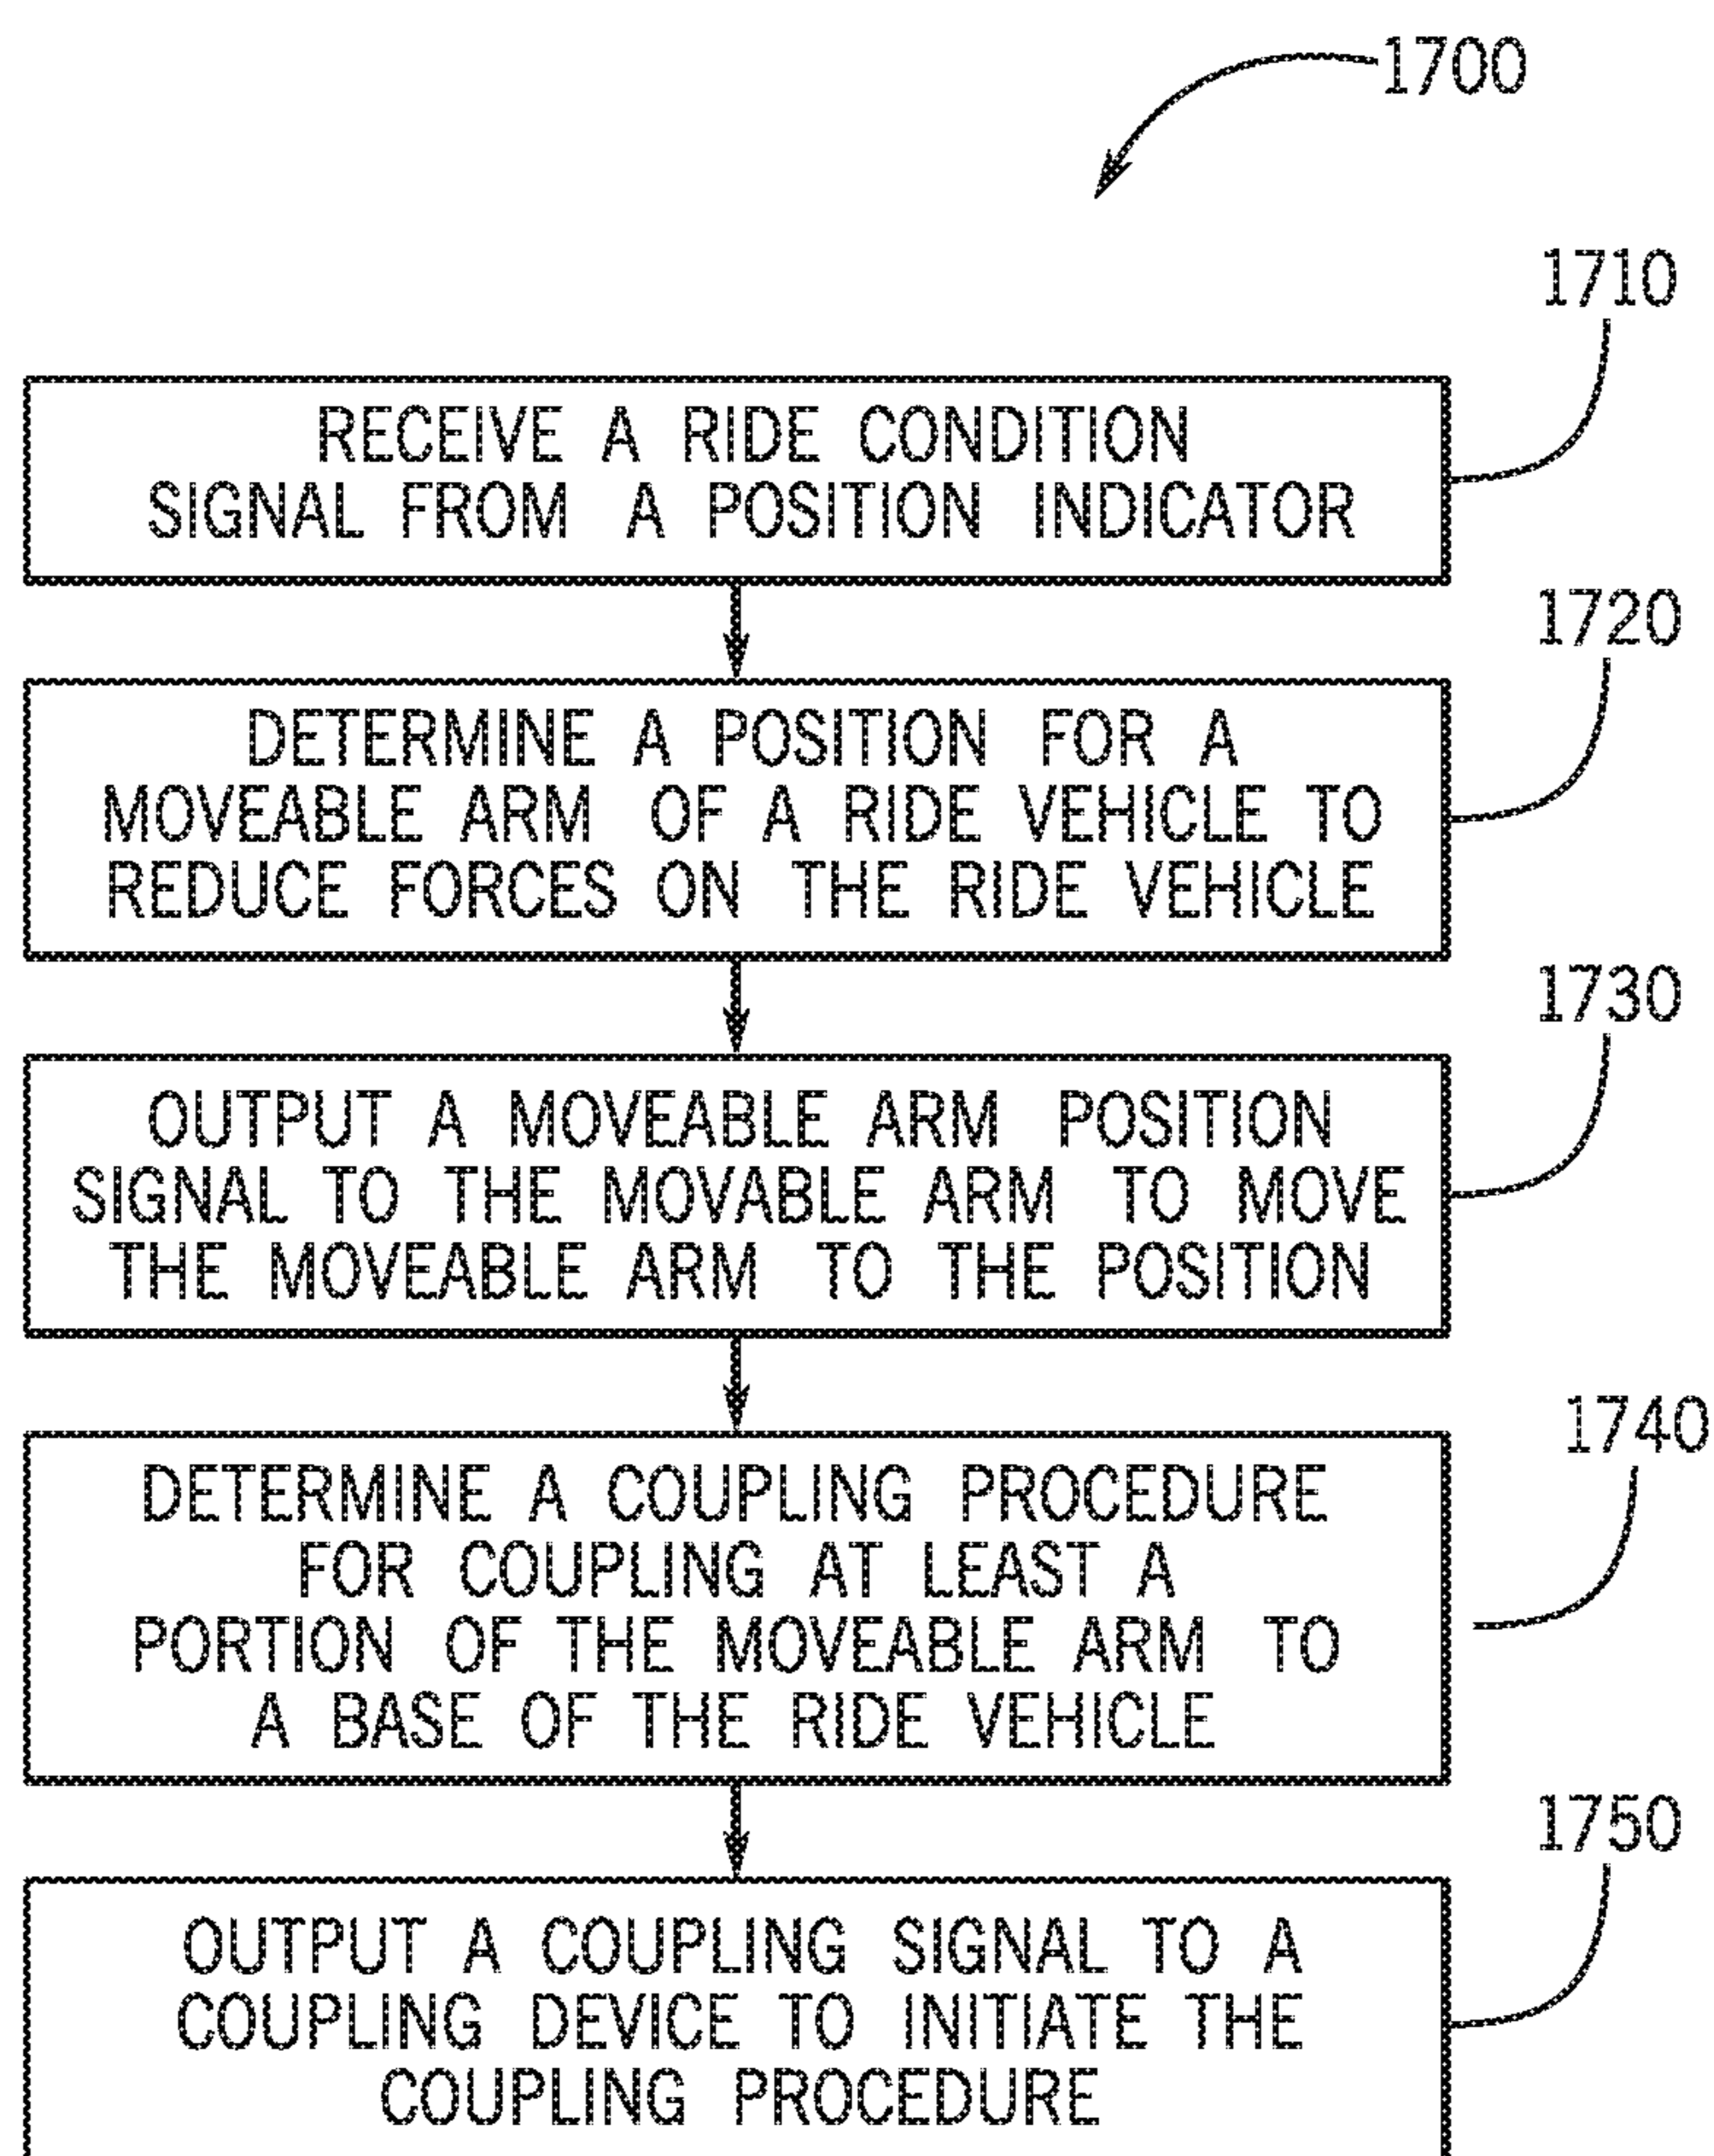 1700
1710
RECEIVE A RIDE CONDITION
SIGNAL FROM A POSITION INDICATOR
1720
DETERMINE A POSITION FOR A
MOVEABLE ARM OF A RIDE VEHICLE TO
REDUCE FORCES ON THE RIDE VEHICLE
1730
OUTPUT A MOVEABLE ARM POSITION
SIGNAL TO THE MOVABLE ARM TO MOVE
THE MOVEABLE ARM TO THE POSITION
1740
DETERMINE A COUPLING PROCEDURE
FOR COUPLING AT LEAST A
PORTION OF THE MOVEABLE ARM TO
A BASE OF THE RIDE VEHICLE
1750
OUTPUT A COUPLING SIGNAL TO A
COUPLING DEVICE TO INITIATE THE
COUPLING PROCEDURE